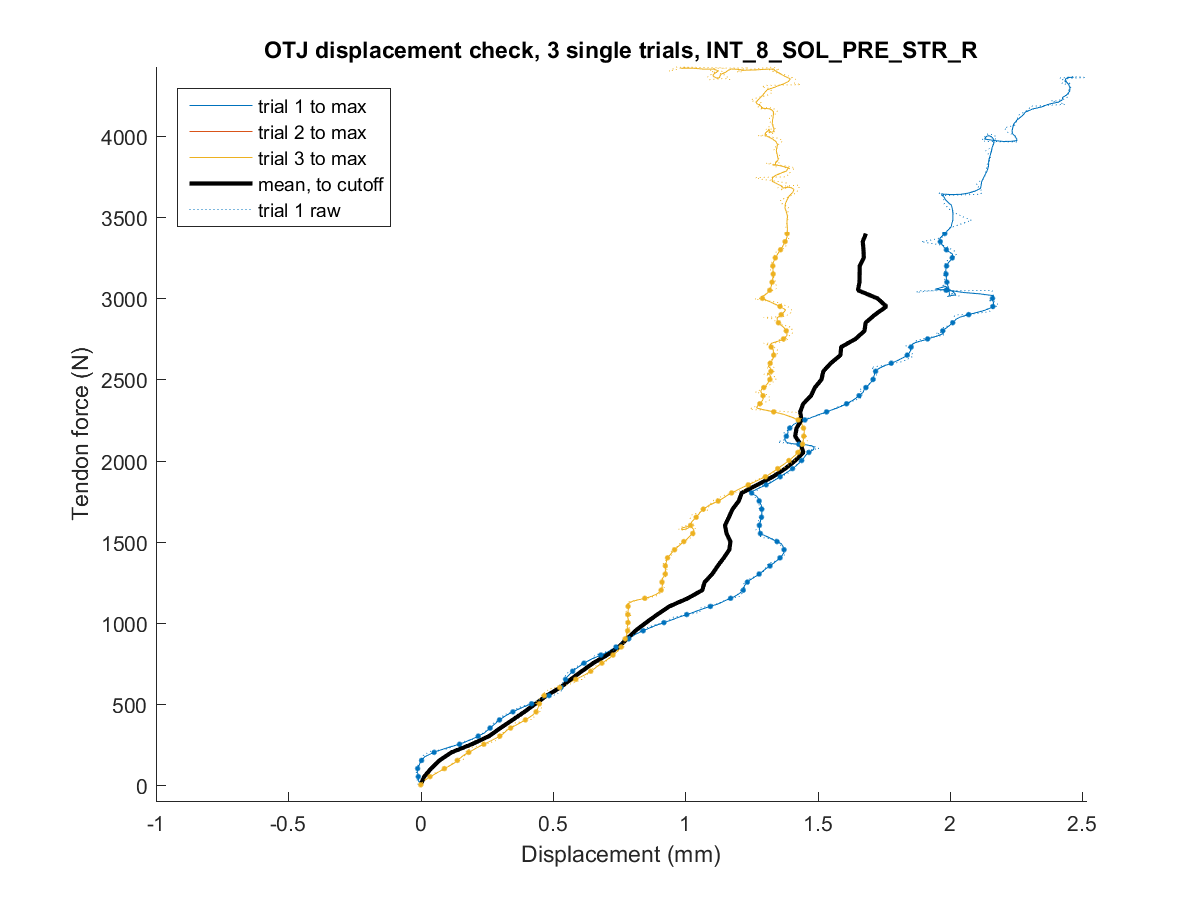 OTJ displacement check, 3 single trials, INT_8_SOL_PRE_STR_R
trial 1 to max
trial 2 to max
trial 3 to max
mean, to cutoff
trial 1 raw
Tendon force (N)
4000
3500
3000
2500
2000
1500
1000
500
0
-1
-0.5
0
0.5
1
1.5
2
2.5
Displacement (mm)